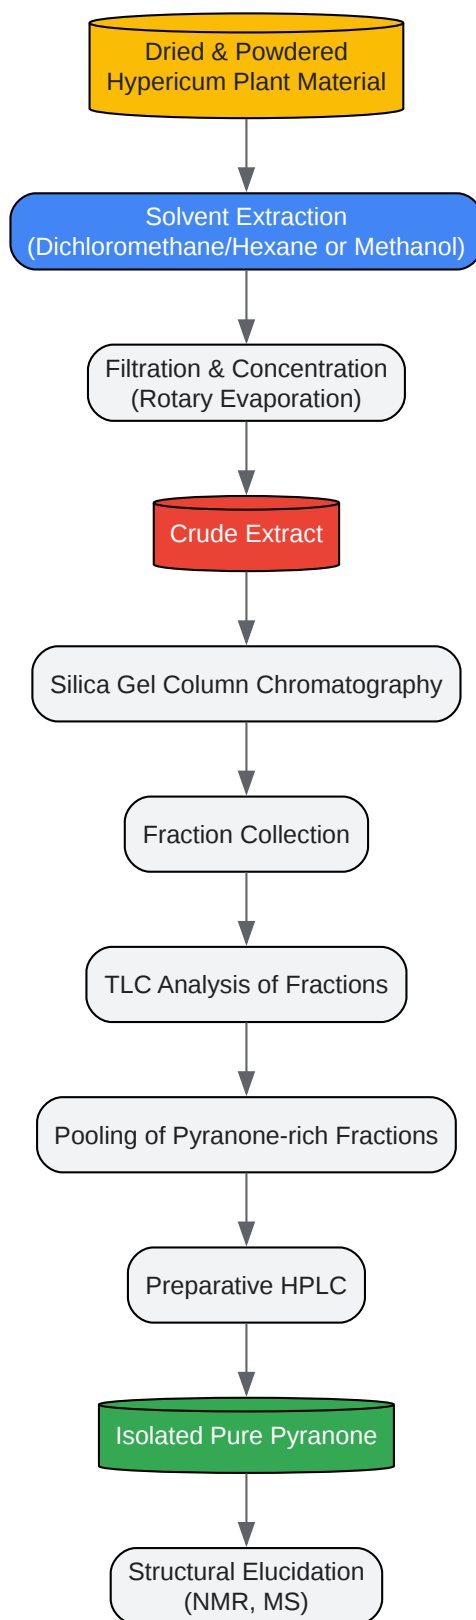 Dried & Powdered
Hypericum Plant Material
Solvent Extraction
(Dichloromethane/Hexane or Methanol)
Filtration & Concentration
(Rotary Evaporation)
Crude Extract
Silica Gel Column Chromatography
Fraction Collection
TLC Analysis of Fractions
Pooling of Pyranone-rich Fractions
Preparative HPLC
Isolated Pure Pyranone
Structural Elucidation
(NMR, MS)